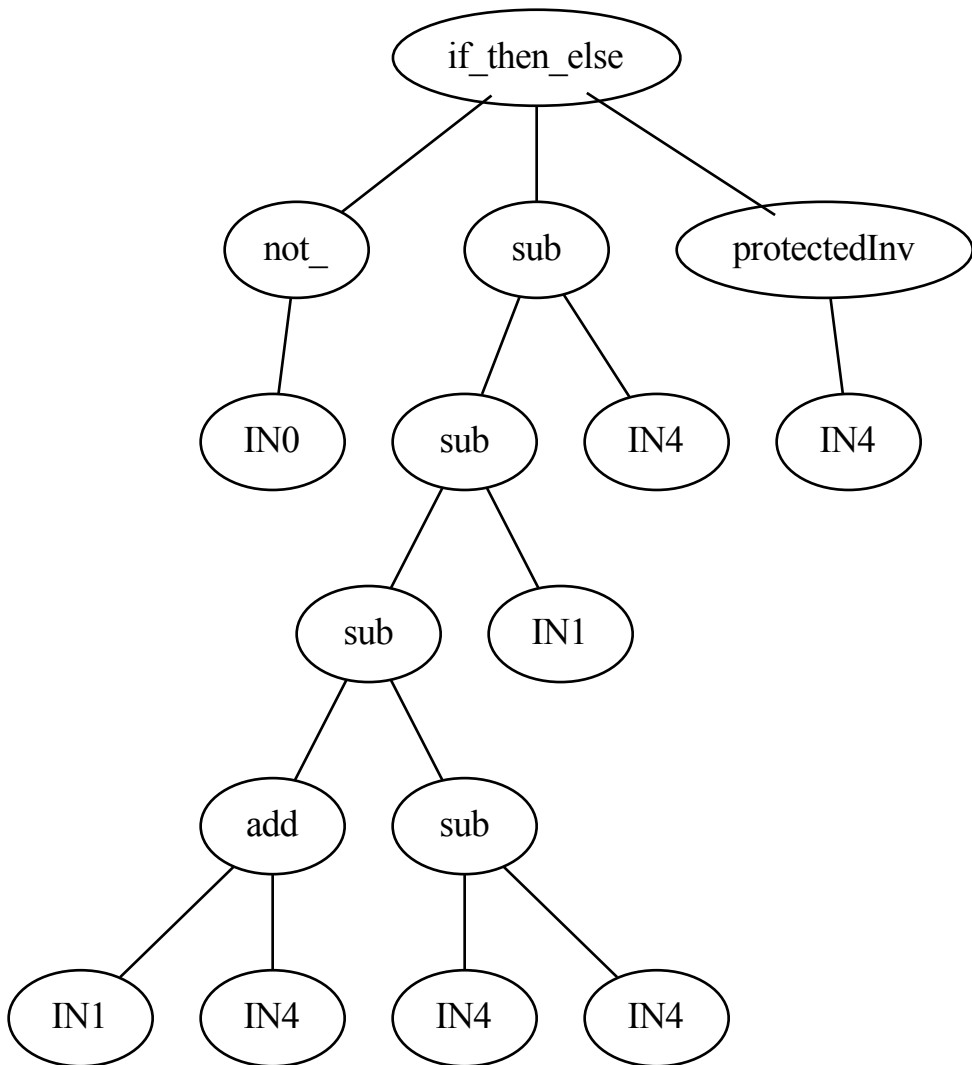 if_then_else
not_ sub protectedInv
IN0 sub IN4 IN4
sub IN1
add sub
IN1 IN4 IN4 IN4